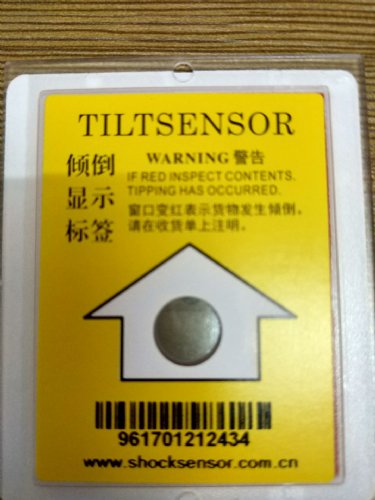 TILTSENSOR
倾倒
显示
标签
WARNING 警告
IF RED INSPECT CONTENTS.
TIPPING HAS OCCURRED.
窗口变红表示货物发生倾倒,
请在收货单上注明。
961701212434
www.shocksensor.com.cn